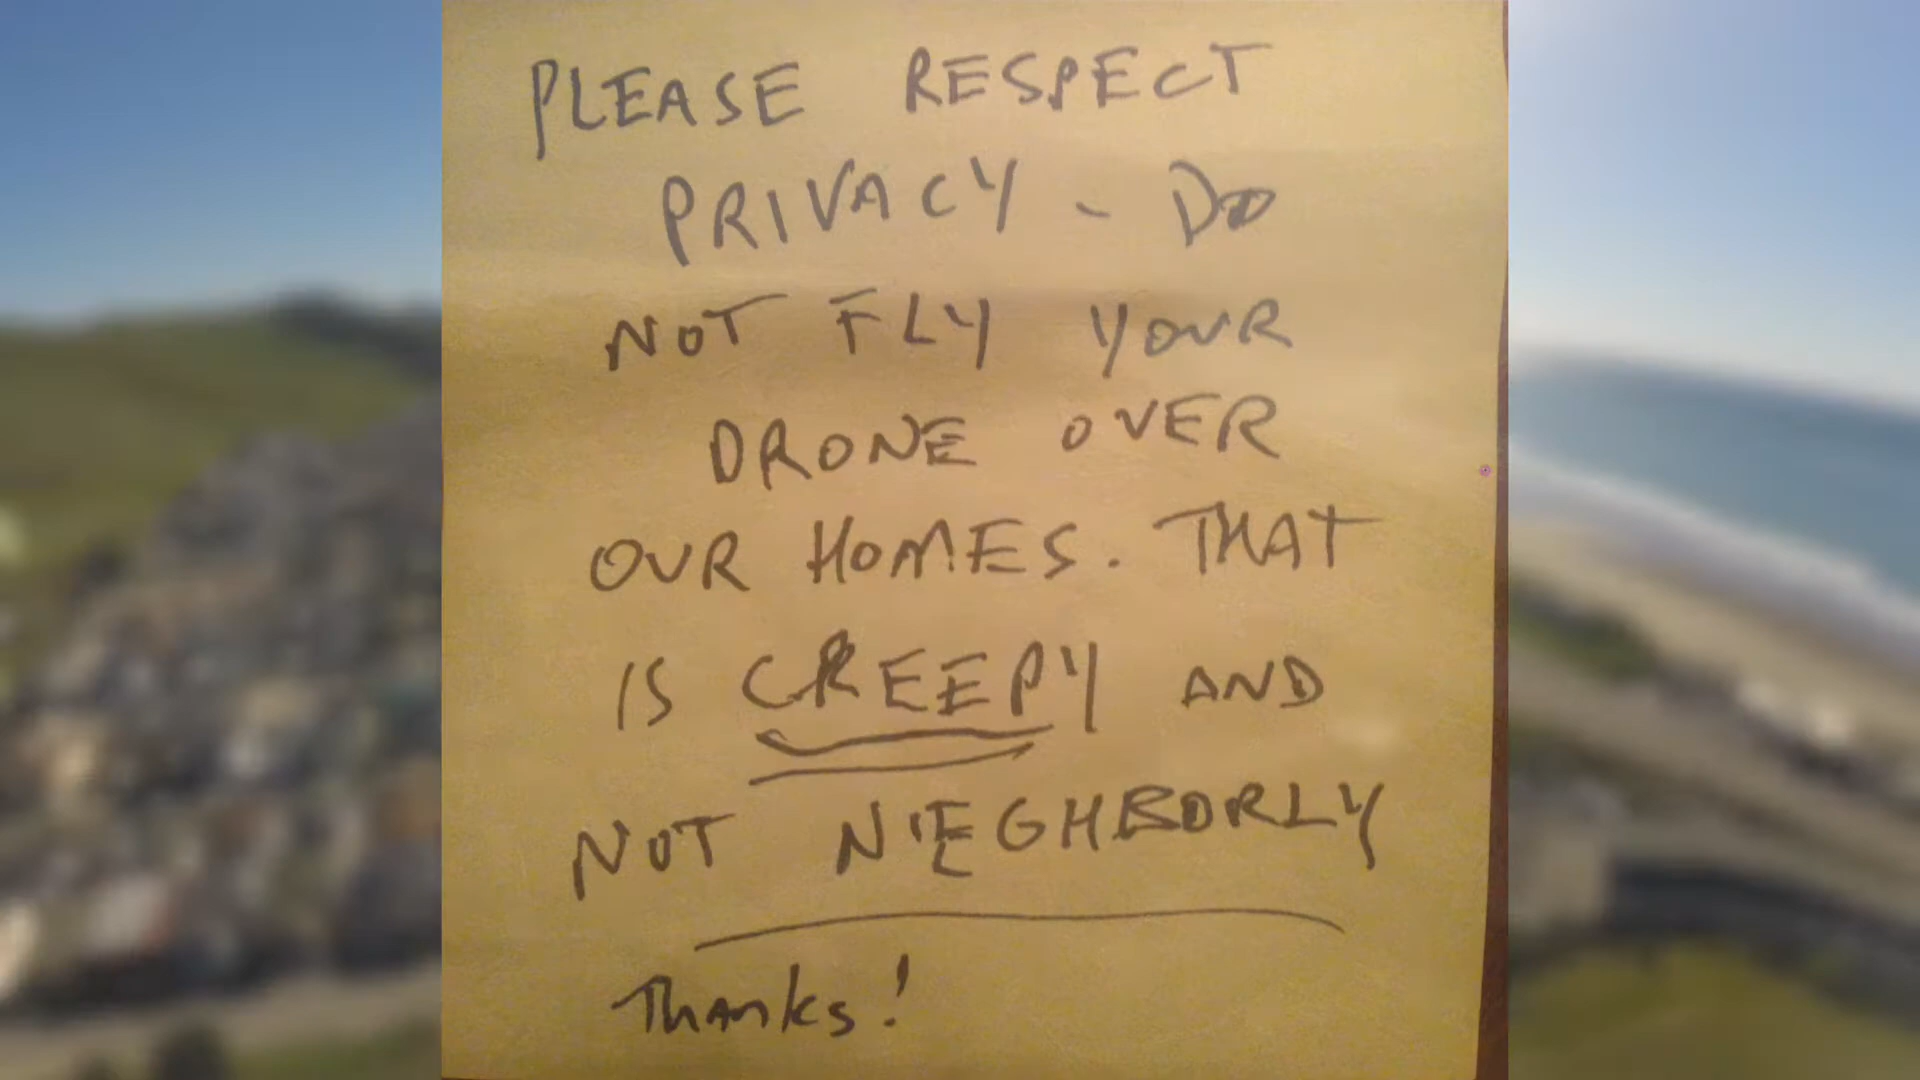 PLEASE RESPECT
PRIVACY - DO
NOT FLY YOUR
DRONE OVER
OUR HOMES. THAT
IS CREEPY AND
NOT NIEGHBORLY
Thanks!